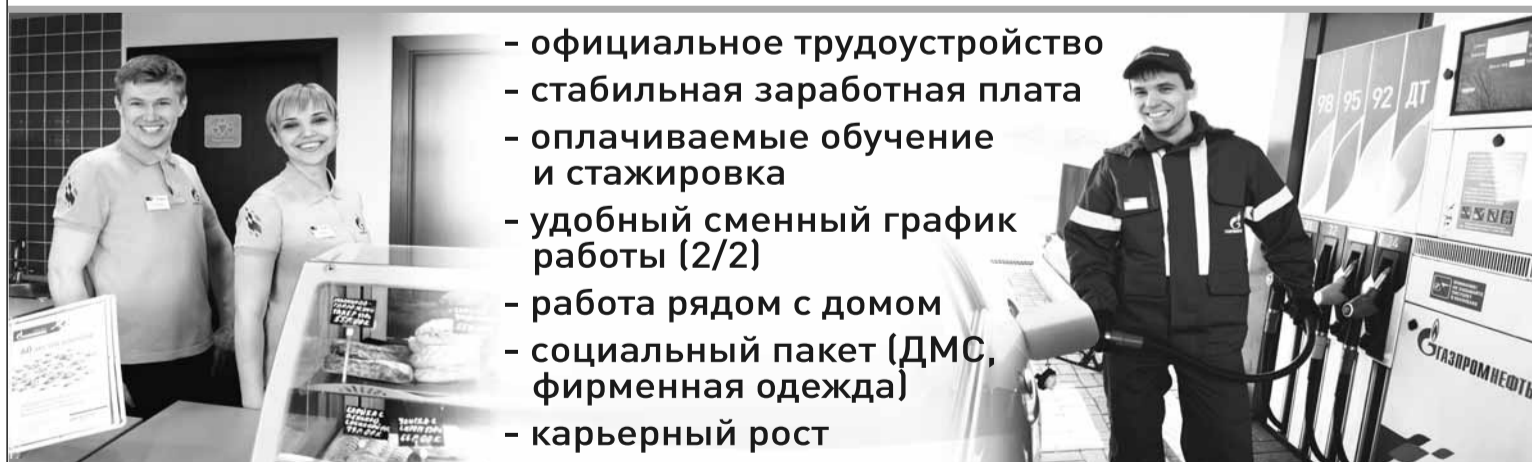 - официальное трудоустройство
- стабильная заработная плата
- оплачиваемые обучение
и стажировка
- удобный сменный график
работы (2/2)
- работа рядом с домом
- социальный пакет (ДМС,
фирменная одежда)
- карьерный рост
98 95 92 ДТ
ГАЗПРОМНЕФТЬ